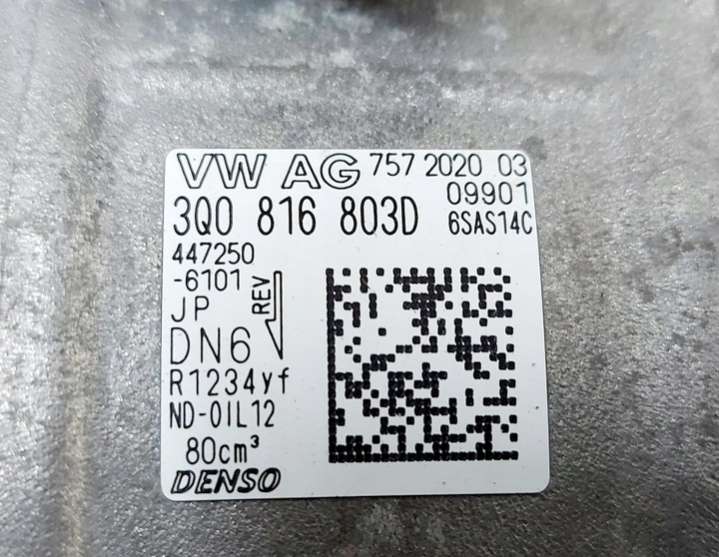 VW AG 757 2020 03
09901
3Q0 816 803D 6SAS14C
447250
-6101
JP REV
DN6
R1234yf
ND-OIL12
80cm³
DENSO